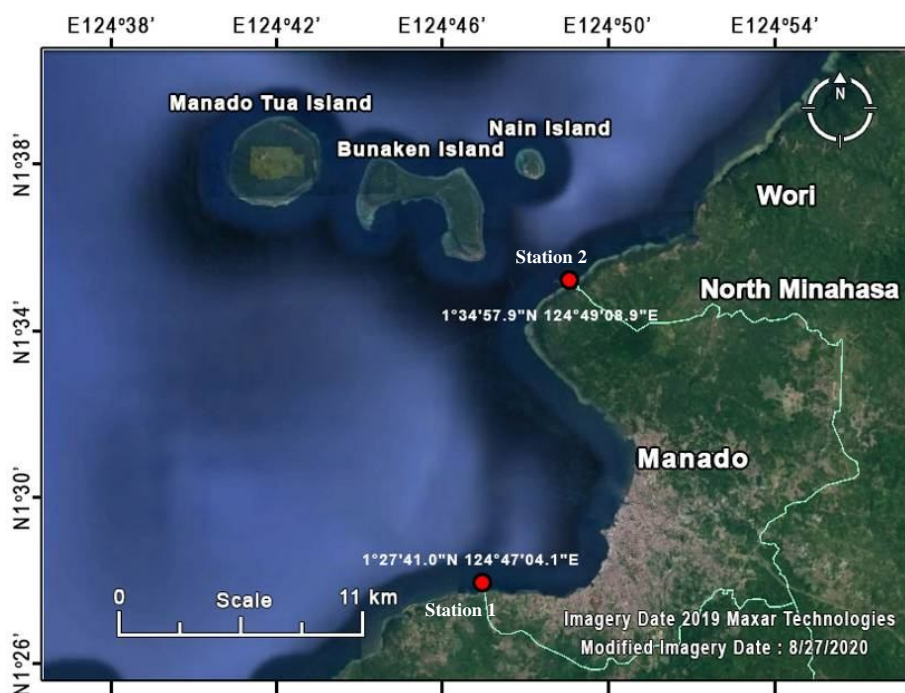 E124°38’ E124°42’ E124°46’ E124°50’ E124°54’
N
Manado Tua Island
Nain Island
Bunaken Island
N1°38’
Wori
Station 2
North Minahasa
1°34'57.9"N 124°49'08.9"E
N1°34’
Manado
N1°30’
1°27'41.0"N 124°47'04.1"E
0 Scale 11 km
Station 1
Imagery Date 2019 Maxar Technologies
Modified Imagery Date : 8/27/2020
N1°26’